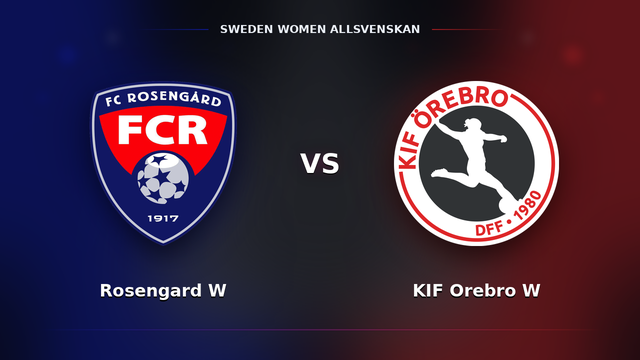 SWEDEN WOMEN ALLSVENSKAN
FC ROSENGÅRD
FCR
1917
VS
KIF ÖREBRO
DFF • 1980
Rosengard W
KIF Orebro W